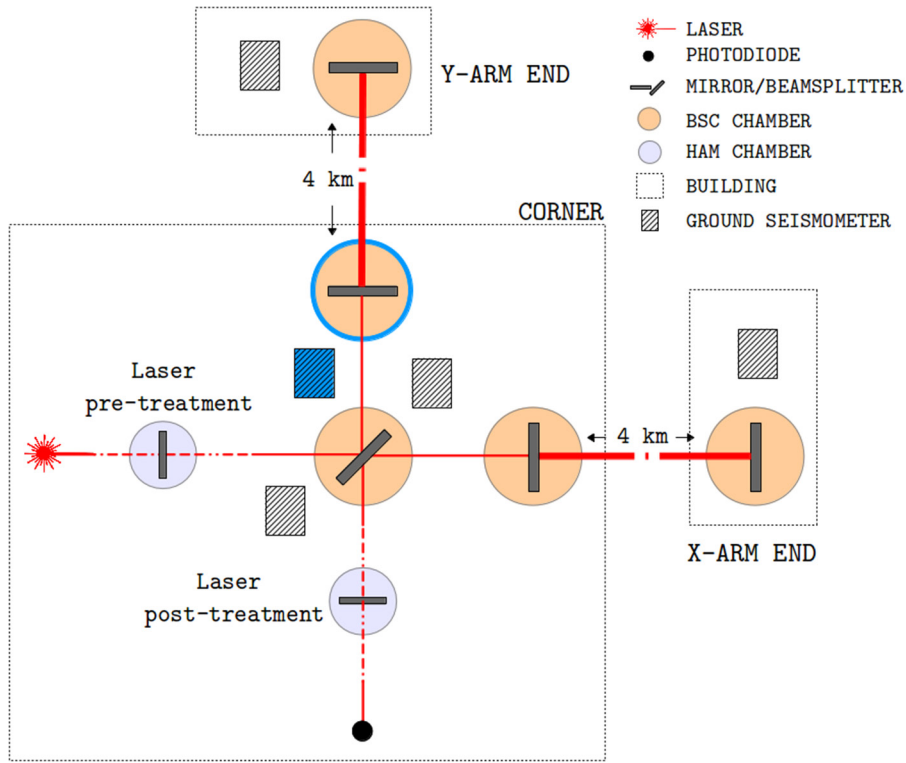 LASER
PHOTODIODE
MIRROR/BEAMSPLITTER
BSC CHAMBER
HAM CHAMBER
BUILDING
GROUND SEISMOMETER
Y-ARM END
4 km
CORNER
Laser
pre-treatment
4 km
X-ARM END
Laser
post-treatment